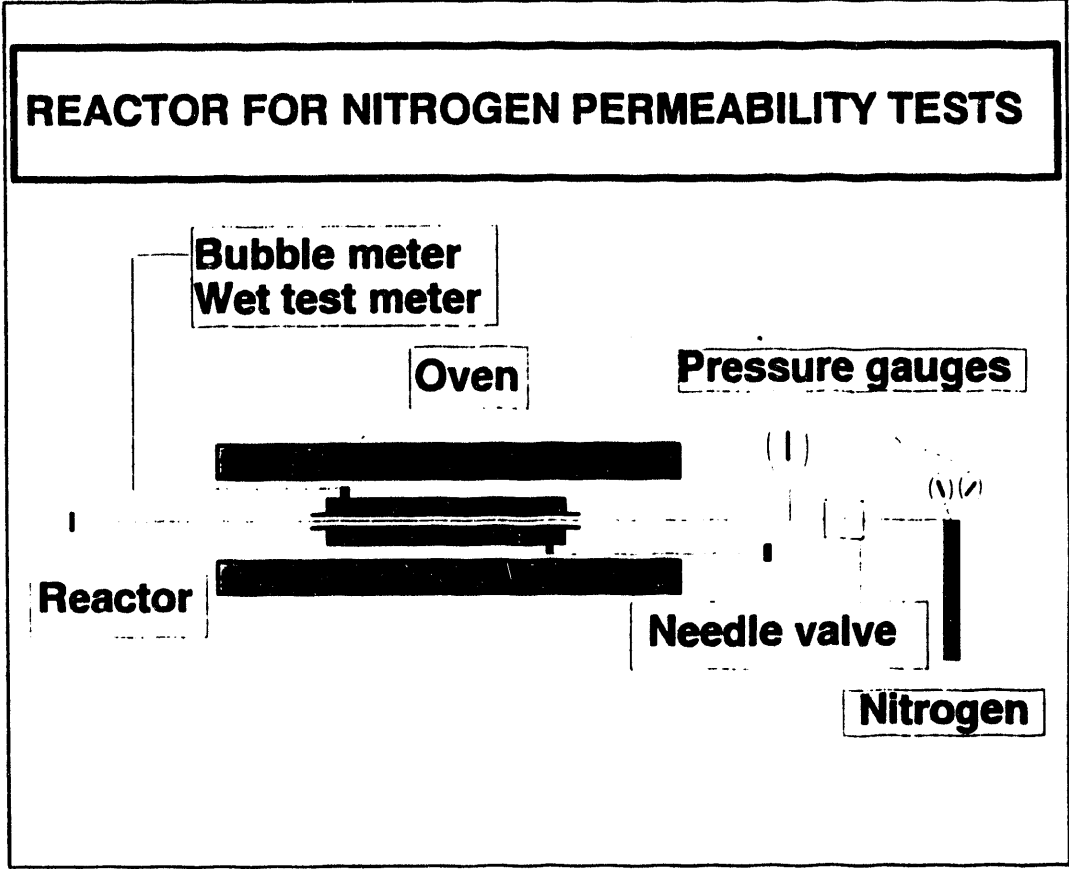 REACTOR FOR NITROGEN PERMEABILITY TESTS
Bubble meter
Wet test meter
Oven
Pressure gauges
Reactor
Needle valve
Nitrogen